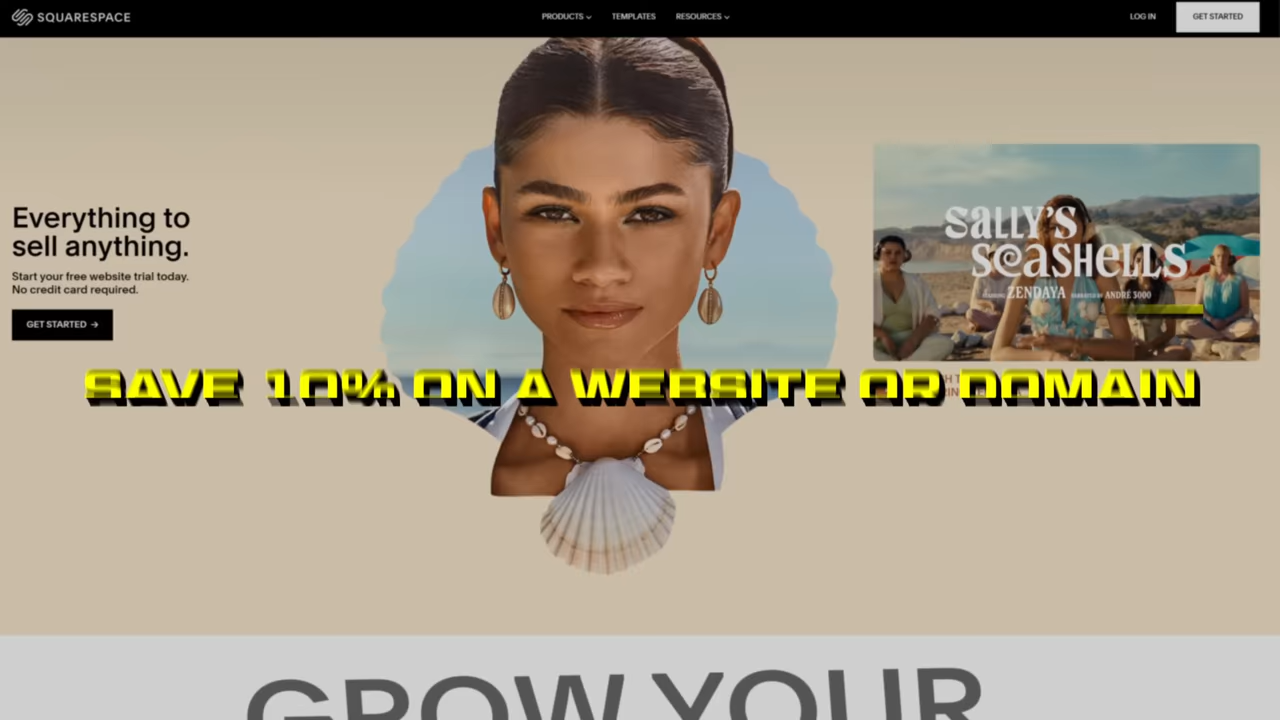 SQUARESPACE
PRODUCTS
TEMPLATES
RESOURCES
LOG IN
GET STARTED
Everything to
sell anything.
Start your free website trial today.
No credit card required.
GET STARTED →
SALLY'S
SEASHELLS
ZENDAYA
ANDRÉ 3000
SAVE 10% ON A WEBSITE OR DOMAIN
GROW YOUR